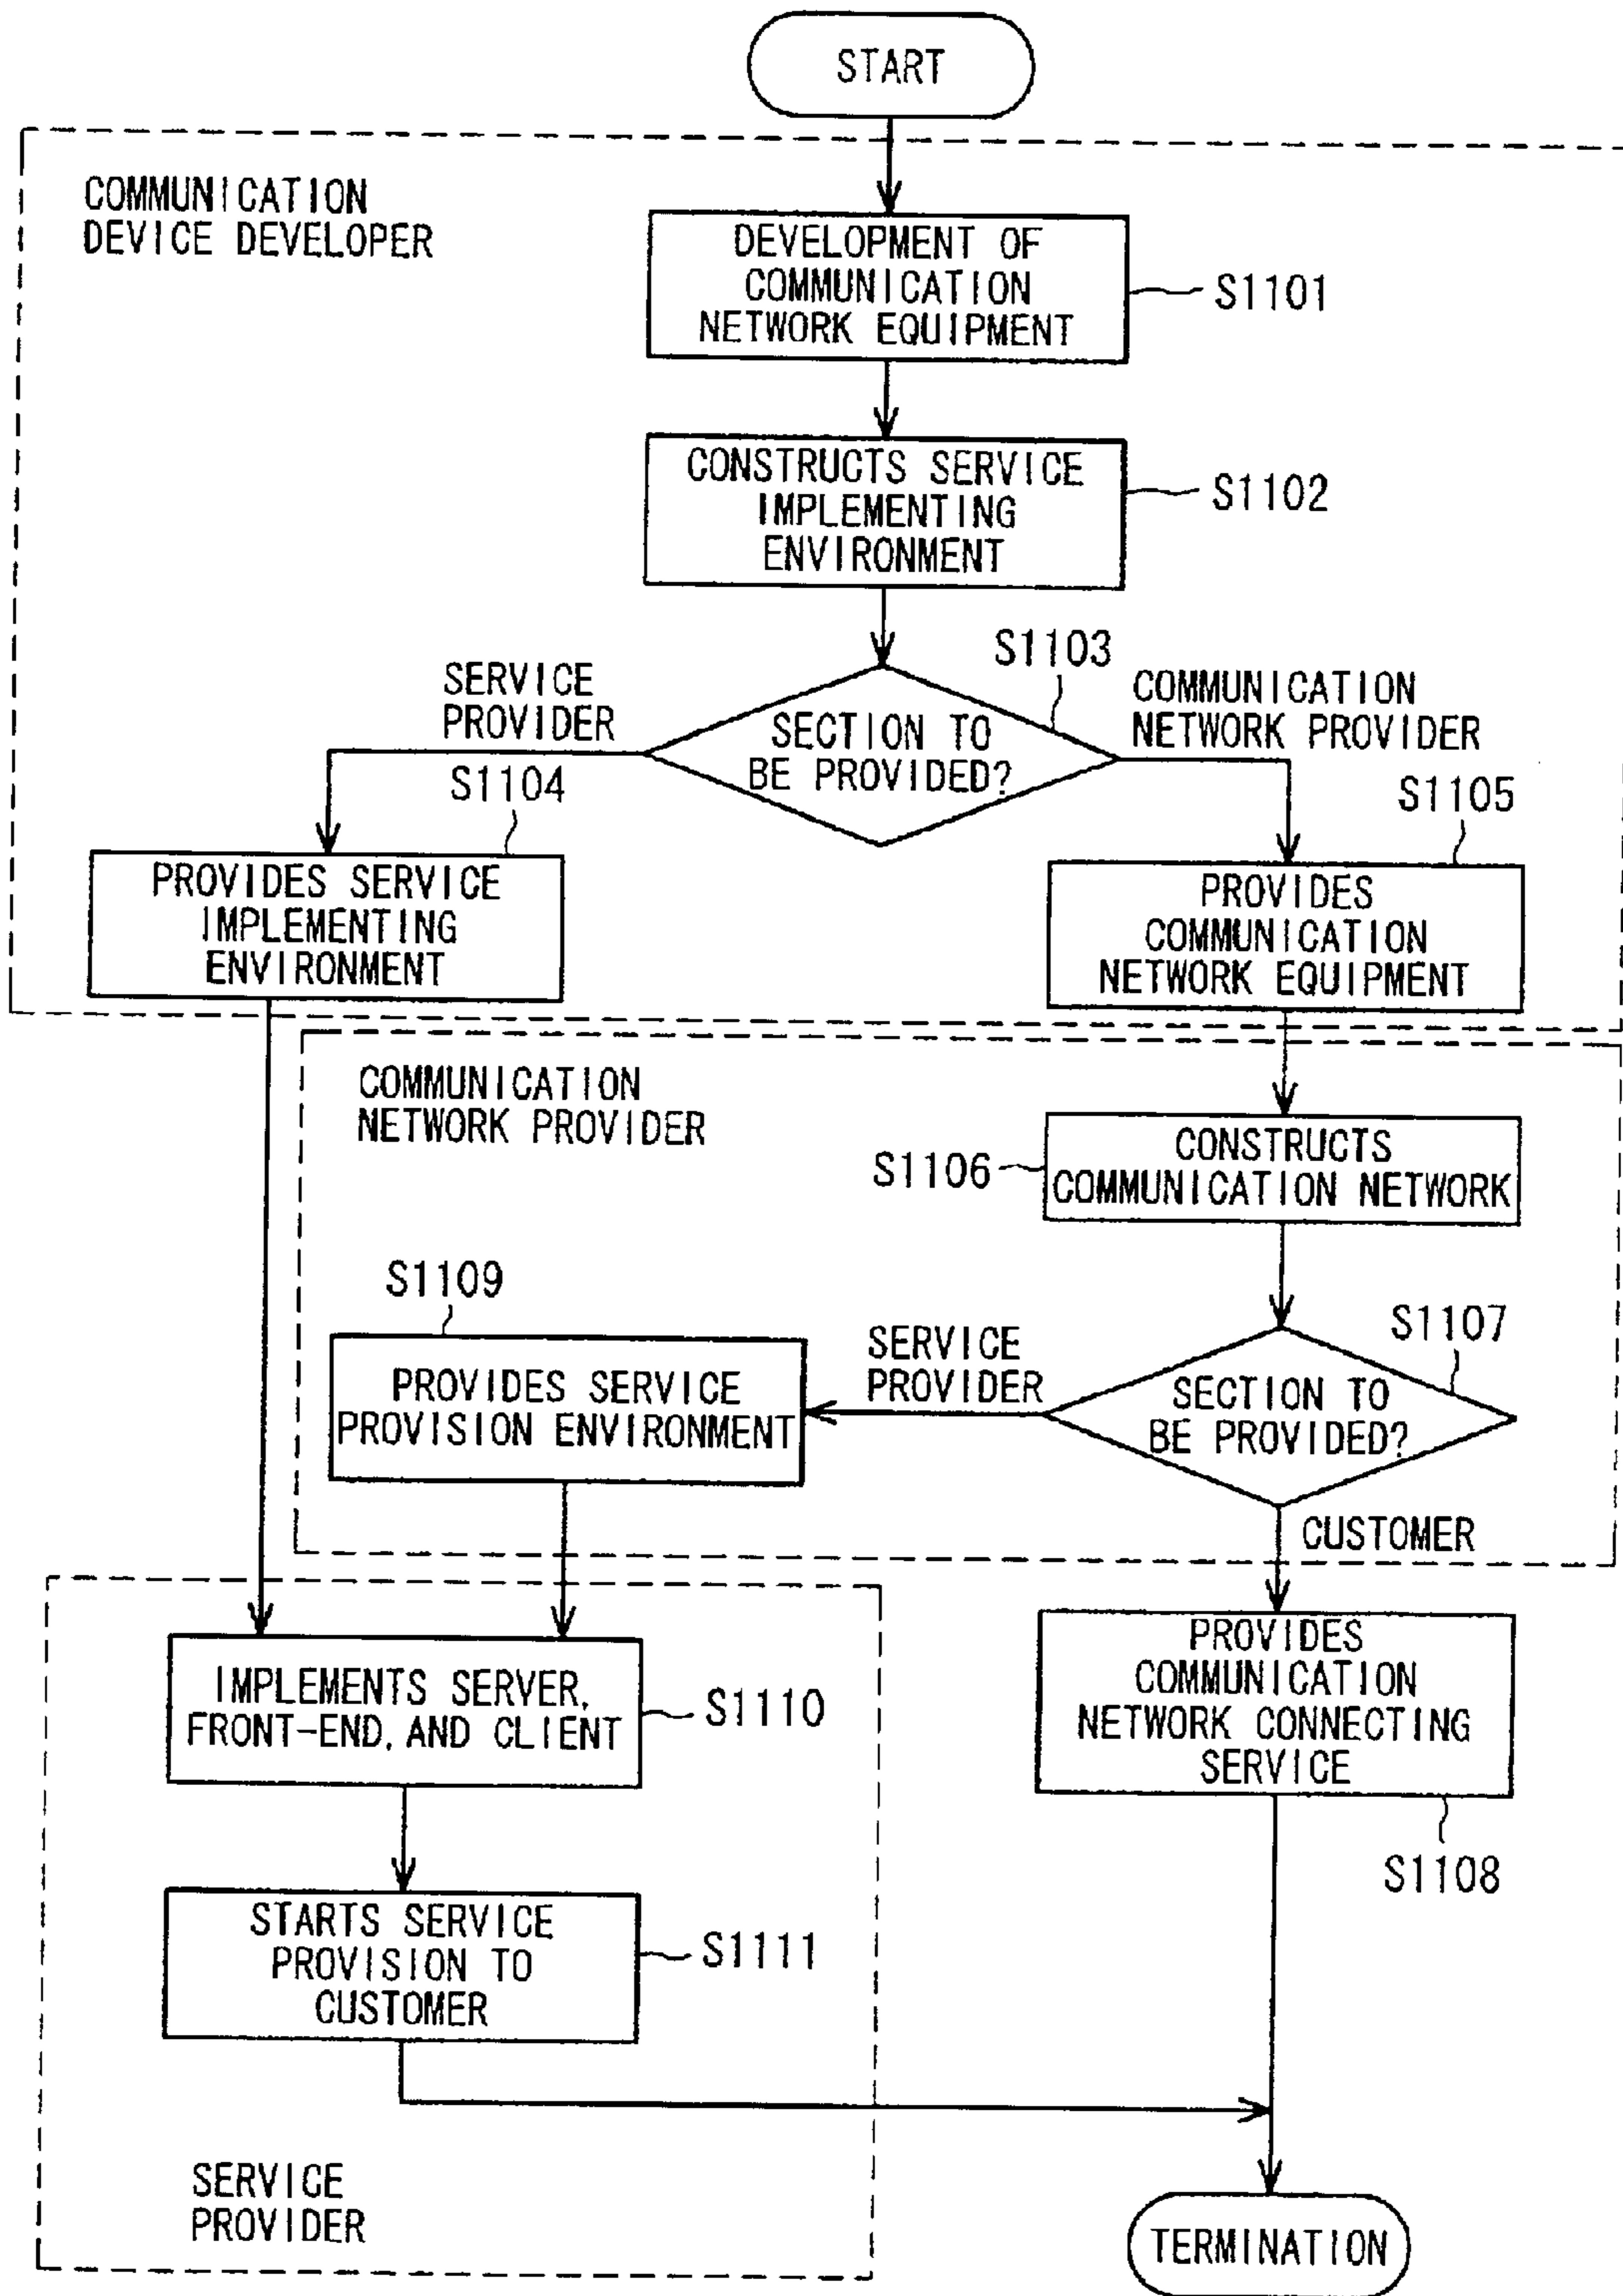 START
COMMUNICATION
DEVICE DEVELOPER
DEVELOPMENT OF
COMMUNICATION
NETWORK EQUIPMENT
S1101
CONSTRUCTS SERVICE
IMPLEMENTING
ENVIRONMENT
S1102
S1103
SERVICE
PROVIDER
SECTION TO
BE PROVIDED?
COMMUNICATION
NETWORK PROVIDER
S1104
S1105
PROVIDES SERVICE
IMPLEMENTING
ENVIRONMENT
PROVIDES
COMMUNICATION
NETWORK EQUIPMENT
COMMUNICATION
NETWORK PROVIDER
S1106
CONSTRUCTS
COMMUNICATION NETWORK
S1109
S1107
PROVIDES SERVICE
PROVISION ENVIRONMENT
SERVICE
PROVIDER
SECTION TO
BE PROVIDED?
CUSTOMER
IMPLEMENTS SERVER,
FRONT-END, AND CLIENT
S1110
PROVIDES
COMMUNICATION
NETWORK CONNECTING
SERVICE
S1108
STARTS SERVICE
PROVISION TO
CUSTOMER
S1111
SERVICE
PROVIDER
TERMINATION